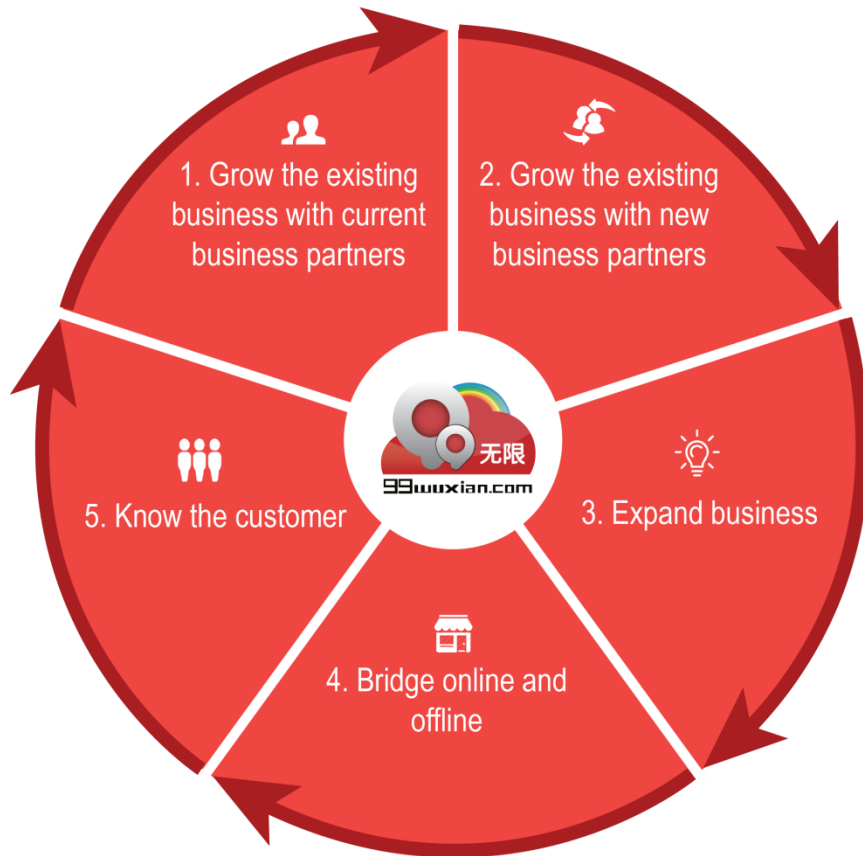 1. Grow the existing
business with current
business partners
2. Grow the existing
business with new
business partners
3. Expand business
4. Bridge online and
offline
5. Know the customer
无限
99wuxian.com